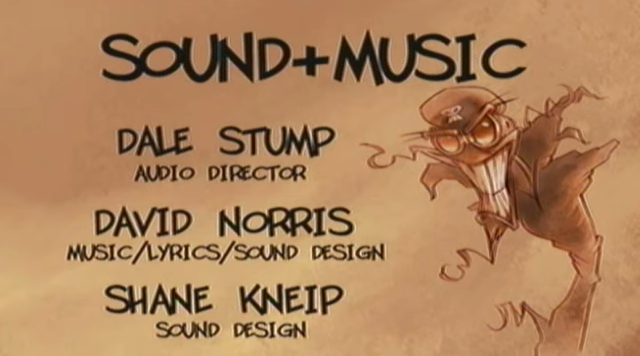 SOUND+MUSIC
DALE STUMP
AUDIO DIRECTOR
DAVID NORRIS
MUSIC/LYRICS/SOUND DESIGN
SHANE KNEIP
SOUND DESIGN